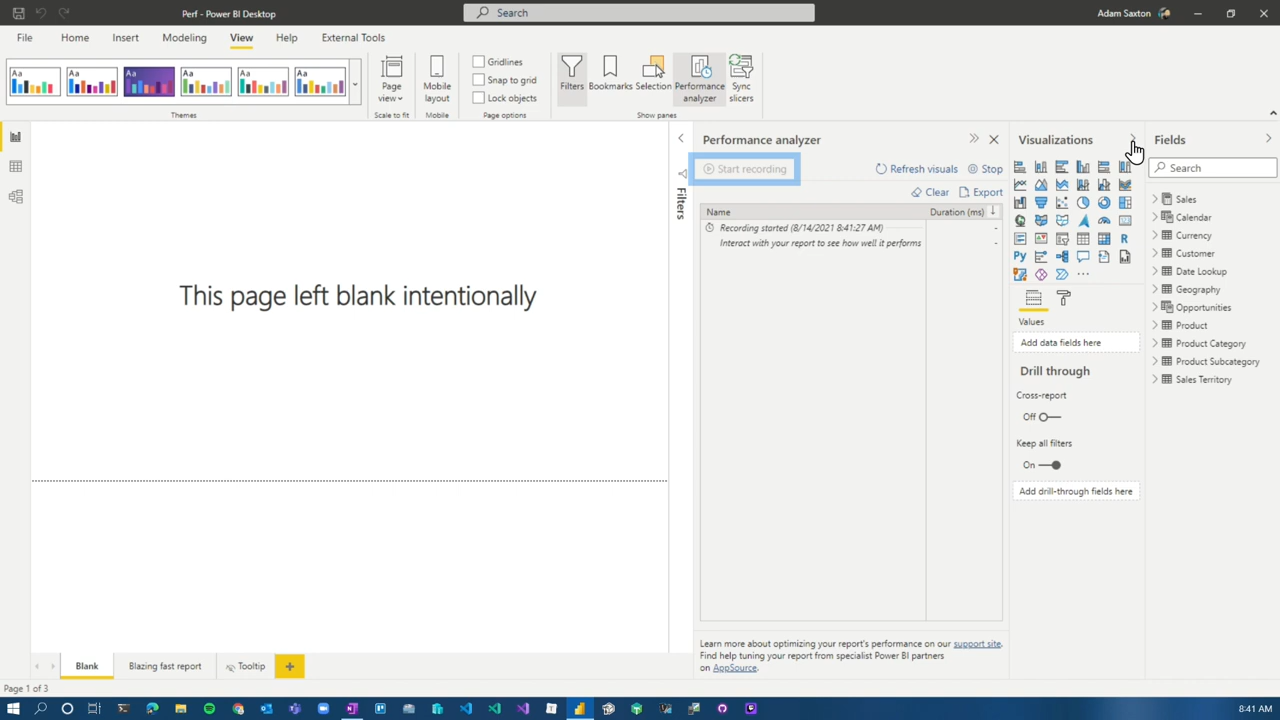 Perf - Power BI Desktop
Search
Adam Saxton
File
Home
Insert
Modeling
View
Help
External Tools
Aa
Aa
Aa
Aa
Aa
Aa
Page view
Mobile layout
Gridlines
Snap to grid
Lock objects
Filters
Bookmarks
Selection
Performance analyzer
Sync slicers
Themes
Scale to fit
Mobile
Page options
Show panes
This page left blank intentionally
Filters
Performance analyzer
Start recording
Refresh visuals
Stop
Clear
Export
Name
Duration (ms)
Recording started (8/14/2021 8:41:27 AM)
-
Interact with your report to see how well it performs
-
Learn more about optimizing your report's performance on our support site.
Find help tuning your report from specialist Power BI partners
on AppSource.
Visualizations
R
Py
Values
Add data fields here
Drill through
Cross-report
Off
Keep all filters
On
Add drill-through fields here
Fields
Search
Sales
Calendar
Currency
Customer
Date Lookup
Geography
Opportunities
Product
Product Category
Product Subcategory
Sales Territory
Blank
Blazing fast report
Tooltip
Page 1 of 3
8:41 AM